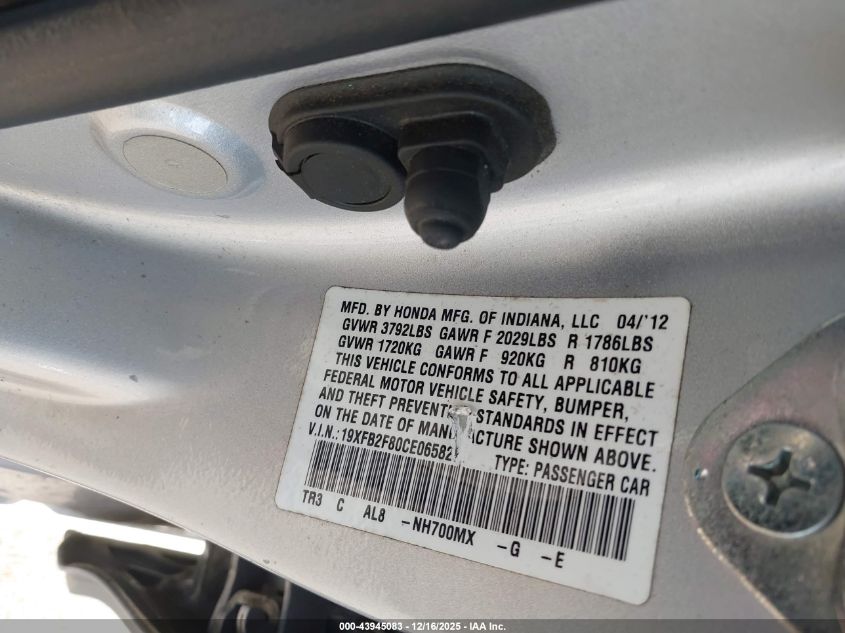 MFD. BY HONDA MFG. OF INDIANA, LLC 04/'12
GVWR 3792LBS GAWR F 2029LBS R 1786LBS
GVWR 1720KG GAWR F 920KG R 810KG
THIS VEHICLE CONFORMS TO ALL APPLICABLE
FEDERAL MOTOR VEHICLE SAFETY, BUMPER,
AND THEFT STANDARDS IN EFFECT
ON THE DATE OF SHOWN ABOVE.
V.I.N.: TYPE: PASSENGER CAR
TR3 C AL8 -NH700MX -G -E
000-43945083 - 12/16/2025 - IAA Inc.